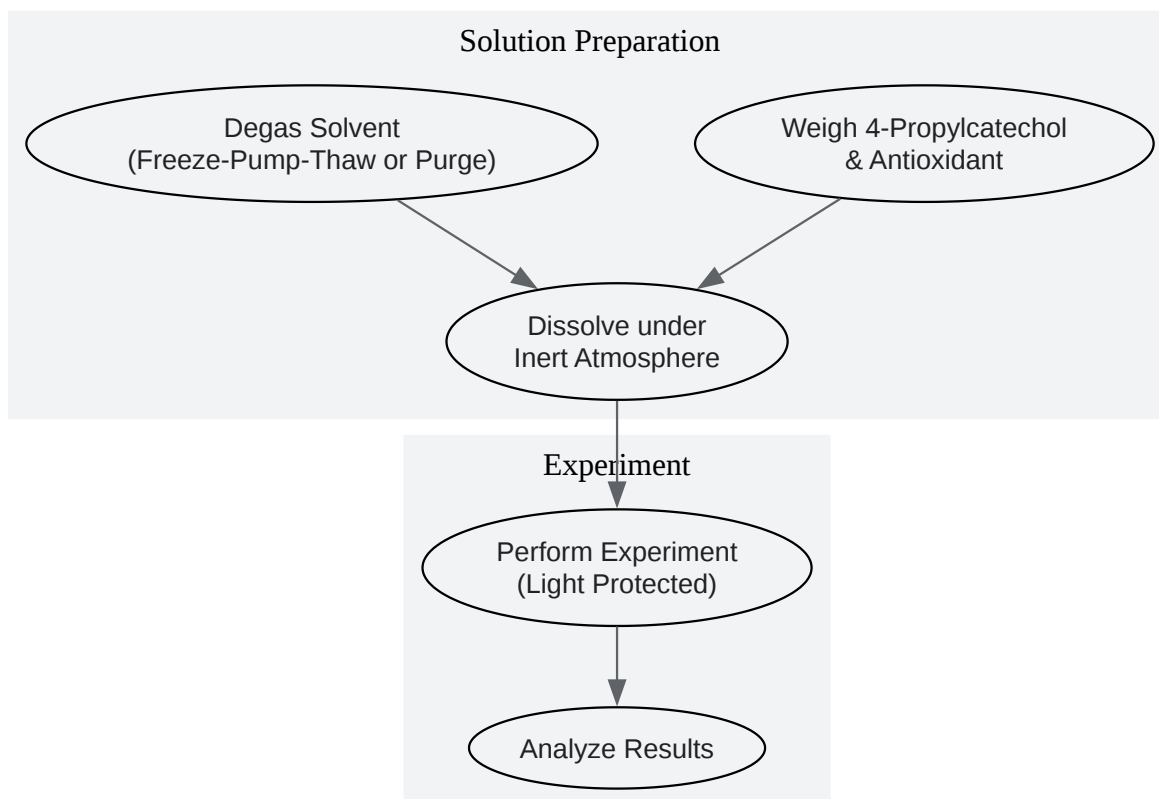 Solution Preparation
Degas Solvent
(Freeze-Pump-Thaw or Purge)
Weigh 4-Propylcatechol
& Antioxidant
Dissolve under
Inert Atmosphere
Experiment
Perform Experiment
(Light Protected)
Analyze Results